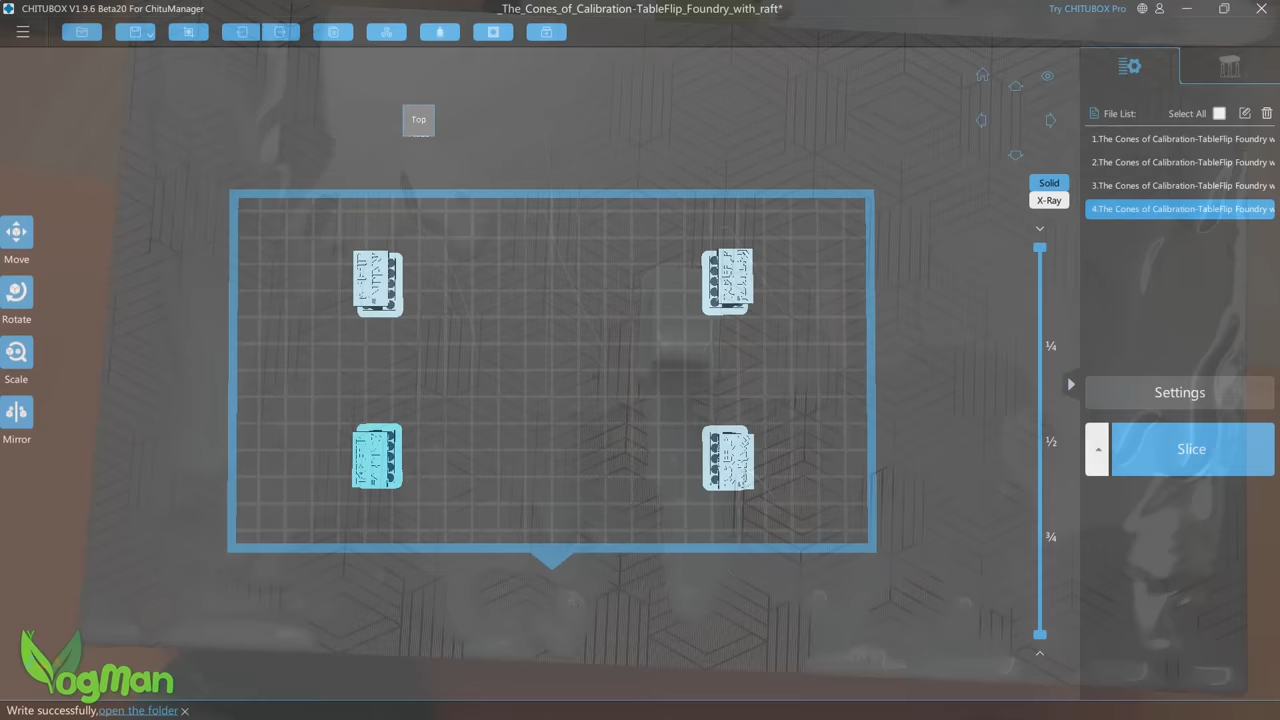 CHITUBOX V1.9.6 Beta20 For ChituManager
_The_Cones_of_Calibration-TableFlip_Foundry_with_raft*
Try CHITUBOX Pro
Top
File List:
Select All
1.The Cones of Calibration-TableFlip Foundry w
2.The Cones of Calibration-TableFlip Foundry w
3.The Cones of Calibration-TableFlip Foundry w
4.The Cones of Calibration-TableFlip Foundry w
Solid
X-Ray
Move
Rotate
Scale
Mirror
¼
½
¾
Settings
Slice
VogMan
Write successfully,open the folder